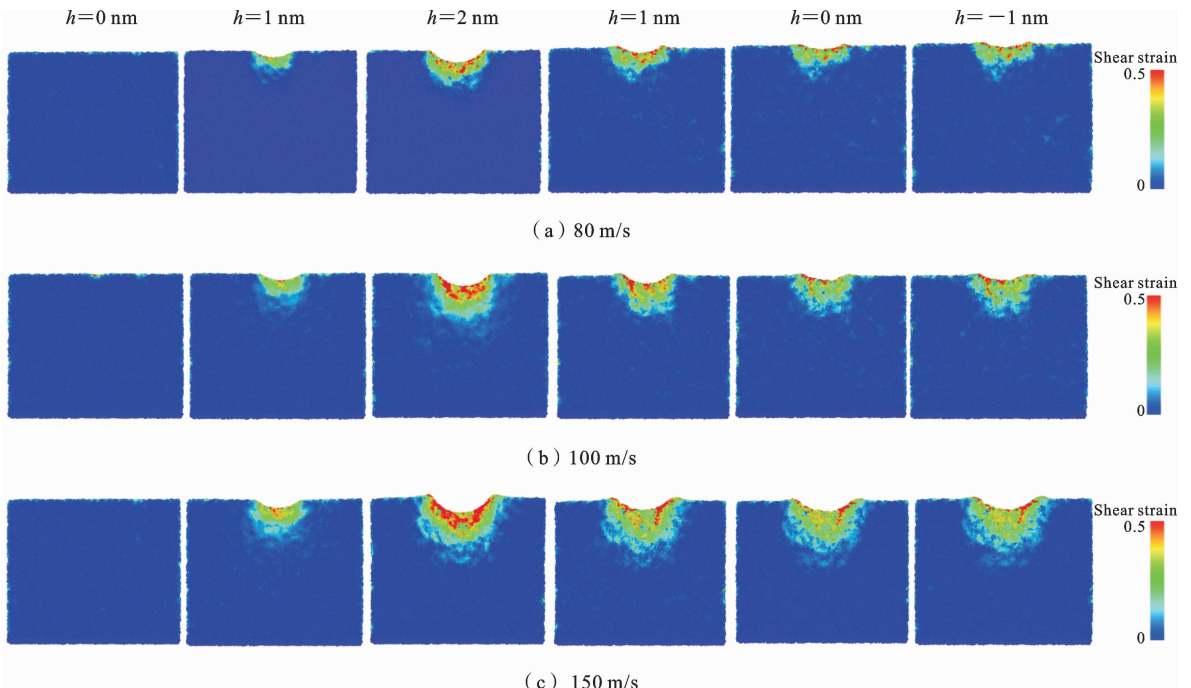 h=0 nm h=1 nm h=2 nm h=1 nm h=0 nm h=－1 nm
Shear strain
0.5
0
（a）80 m/s
Shear strain
0.5
0
（b）100 m/s
Shear strain
0.5
0
（c）150 m/s